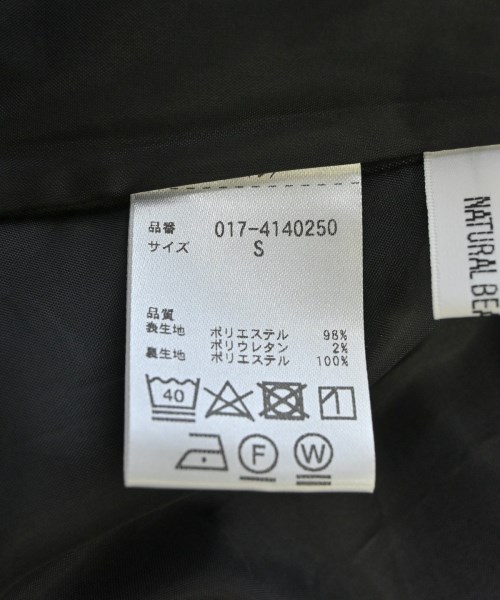 品番 017-4140250
サイズ S
品質
表生地 ポリエステル 98%
ポリウレタン 2%
裏生地 ポリエステル 100%
40
F W
NATURAL BEA